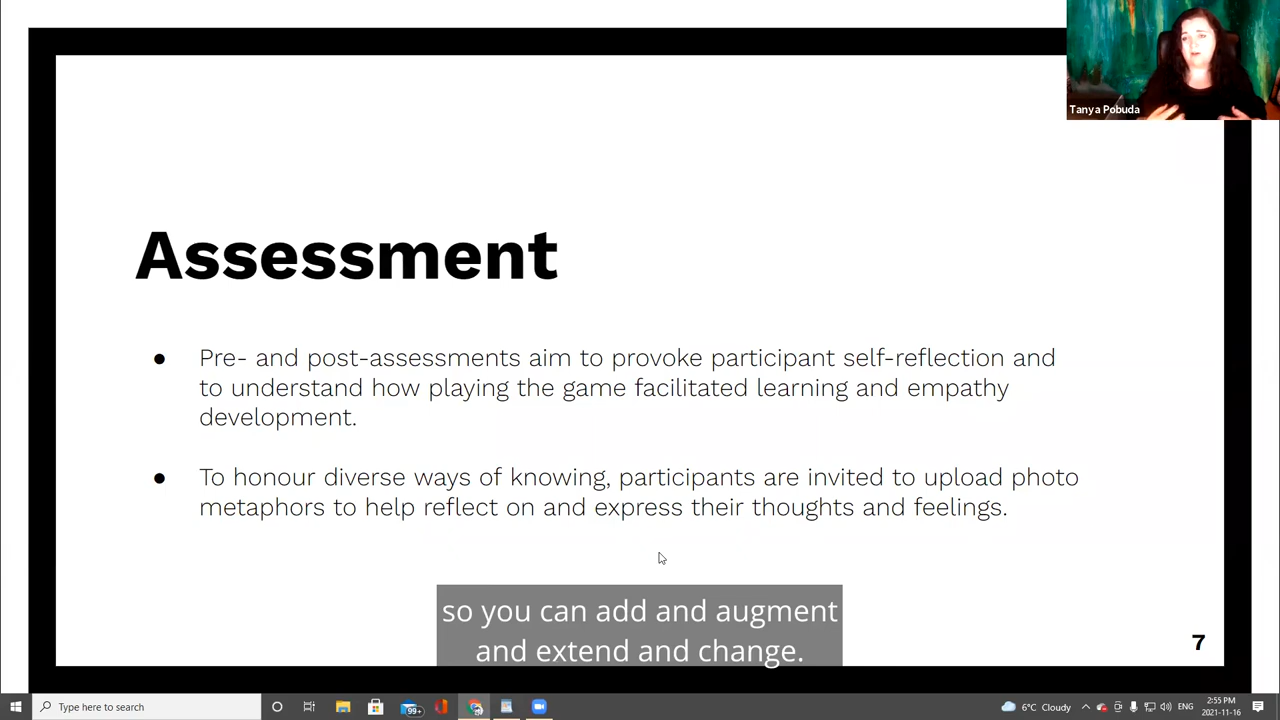 Tanya Pobuda
Assessment
● Pre- and post-assessments aim to provoke participant self-reflection and
to understand how playing the game facilitated learning and empathy
development.
● To honour diverse ways of knowing, participants are invited to upload photo
metaphors to help reflect on and express their thoughts and feelings.
so you can add and augment
and extend and change.
7
Type here to search
99+
6°C Cloudy
ENG
2:55 PM
2021-11-16